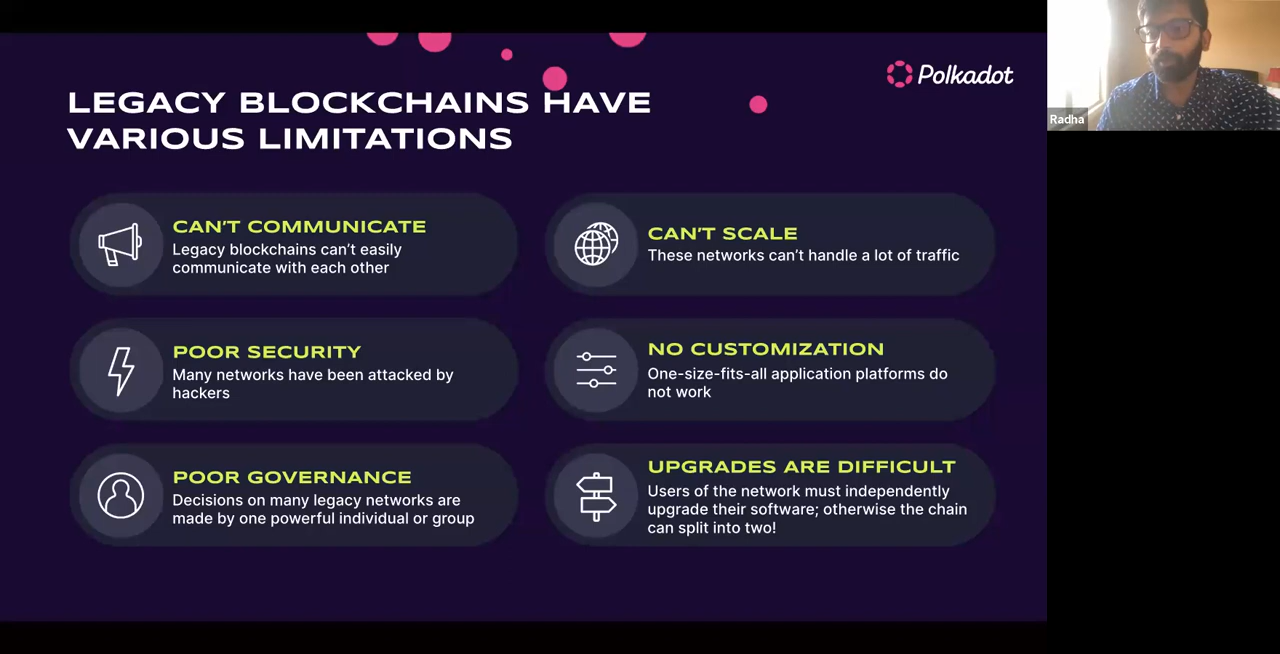 Polkadot
LEGACY BLOCKCHAINS HAVE
VARIOUS LIMITATIONS
CAN'T COMMUNICATE
Legacy blockchains can't easily
communicate with each other
CAN'T SCALE
These networks can't handle a lot of traffic
POOR SECURITY
Many networks have been attacked by
hackers
NO CUSTOMIZATION
One-size-fits-all application platforms do
not work
POOR GOVERNANCE
Decisions on many legacy networks are
made by one powerful individual or group
UPGRADES ARE DIFFICULT
Users of the network must independently
upgrade their software; otherwise the chain
can split into two!
Radha